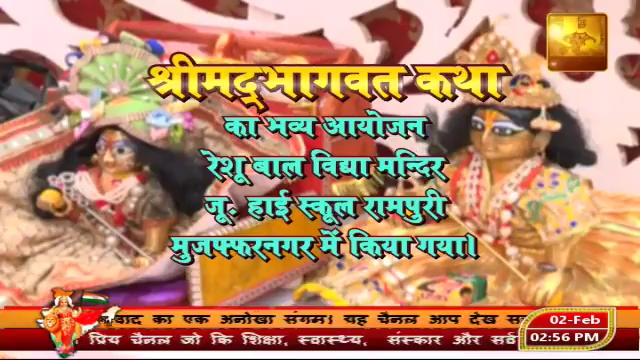 श्रीमद्भागवत कथा
का भव्य आयोजन
रेशू बाल विद्या मन्दिर
जू. हाई स्कूल रामपुरी
मुजफ्फरनगर में किया गया।
वाद का एक अनोखा संगम। यह चैनल आप देख
02-Feb
प्रिय चैनल जो कि शिक्षा, स्वास्थ्य, संस्कार और सर्व
02:56 PM